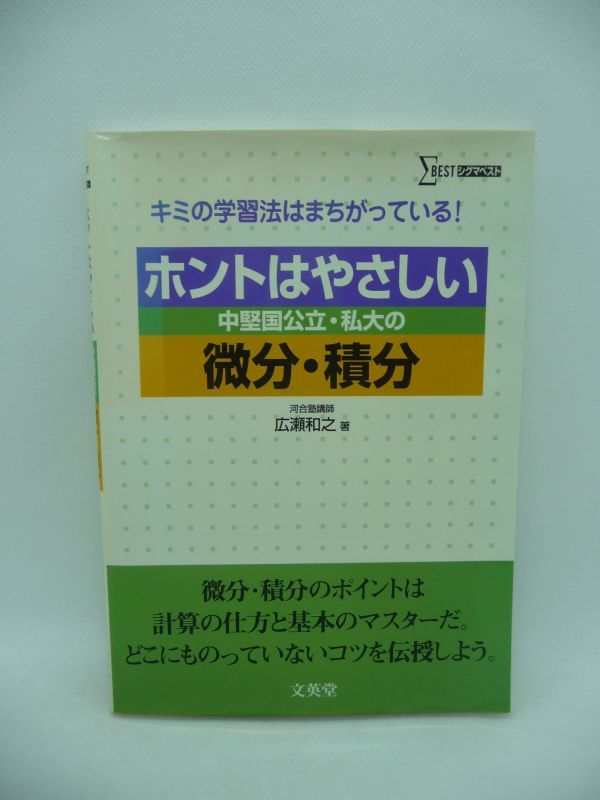 ΣBEST シグマベスト
キミの学習法はまちがっている!
ホントはやさしい
中堅国公立・私大の
微分・積分
河合塾講師
広瀬和之 著
微分・積分のポイントは
計算の仕方と基本のマスターだ。
どこにものっていないコツを伝授しよう。
文英堂